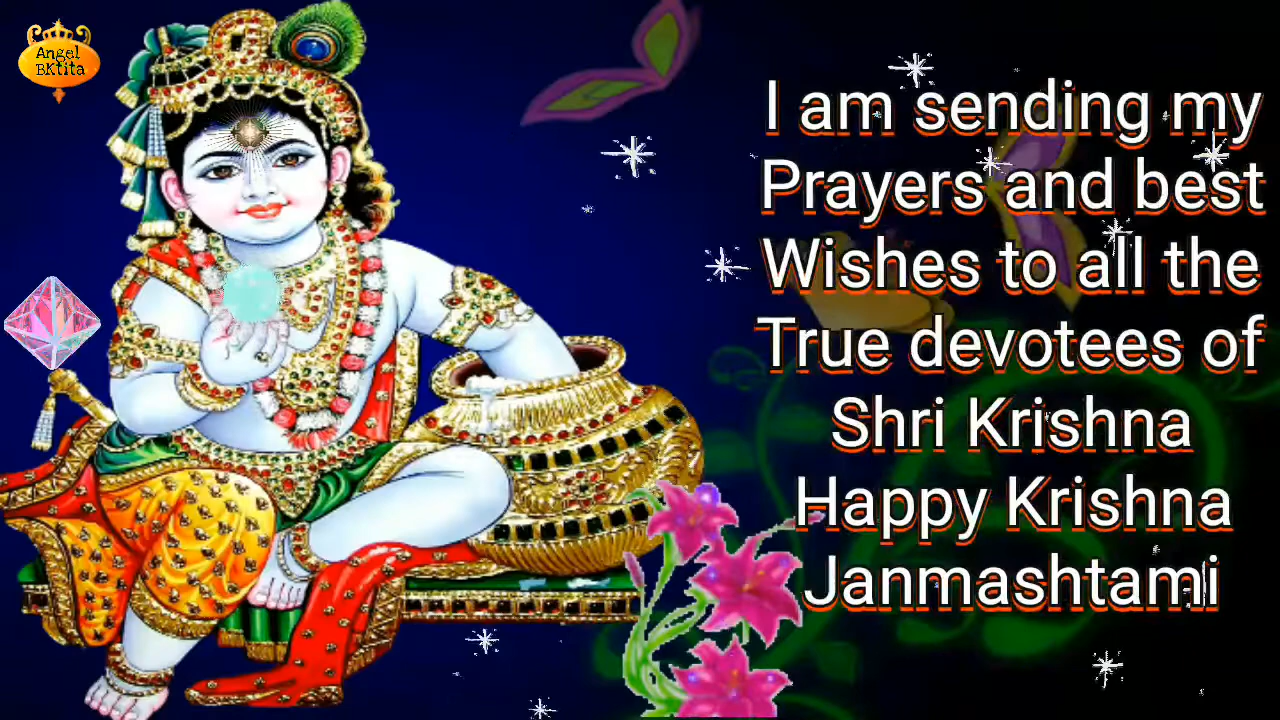 Angel
BKtita
I am sending my
Prayers and best
Wishes to all the
True devotees of
Shri Krishna
Happy Krishna
Janmashtami